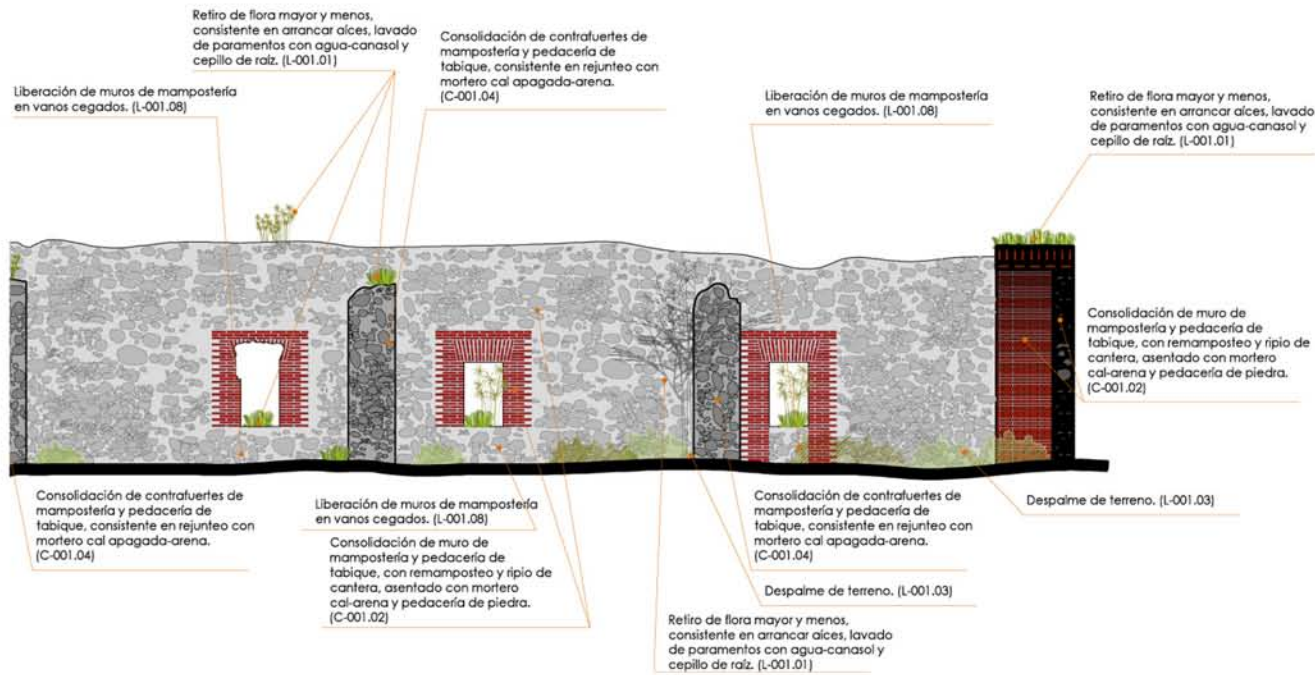 Retiro de flora mayor y menos,
consistente en arrancar aíces, lavado
de paramentos con agua-canasol y
cepillo de raíz. (L-001.01)
Consolidación de contrafuertes de
mampostería y pedacería de
tabique, consistente en rejunteo con
mortero cal apagada-arena.
(C-001.04)
Liberación de muros de mampostería
en vanos cegados. (L-001.08)
Liberación de muros de mampostería
en vanos cegados. (L-001.08)
Retiro de flora mayor y menos,
consistente en arrancar aíces, lavado
de paramentos con agua-canasol y
cepillo de raíz. (L-001.01)
Consolidación de muro de
mampostería y pedacería de
tabique, con remamposteo y ripio de
cantera, asentado con mortero
cal-arena y pedacería de piedra.
(C-001.02)
Consolidación de contrafuertes de
mampostería y pedacería de
tabique, consistente en rejunteo con
mortero cal apagada-arena.
(C-001.04)
Liberación de muros de mampostería
en vanos cegados. (L-001.08)
Consolidación de muro de
mampostería y pedacería de
tabique, con remamposteo y ripio de
cantera, asentado con mortero
cal-arena y pedacería de piedra.
(C-001.02)
Consolidación de contrafuertes de
mampostería y pedacería de
tabique, consistente en rejunteo con
mortero cal apagada-arena.
(C-001.04)
Despalme de terreno. (L-001.03)
Despalme de terreno. (L-001.03)
Retiro de flora mayor y menos,
consistente en arrancar aíces, lavado
de paramentos con agua-canasol y
cepillo de raíz. (L-001.01)